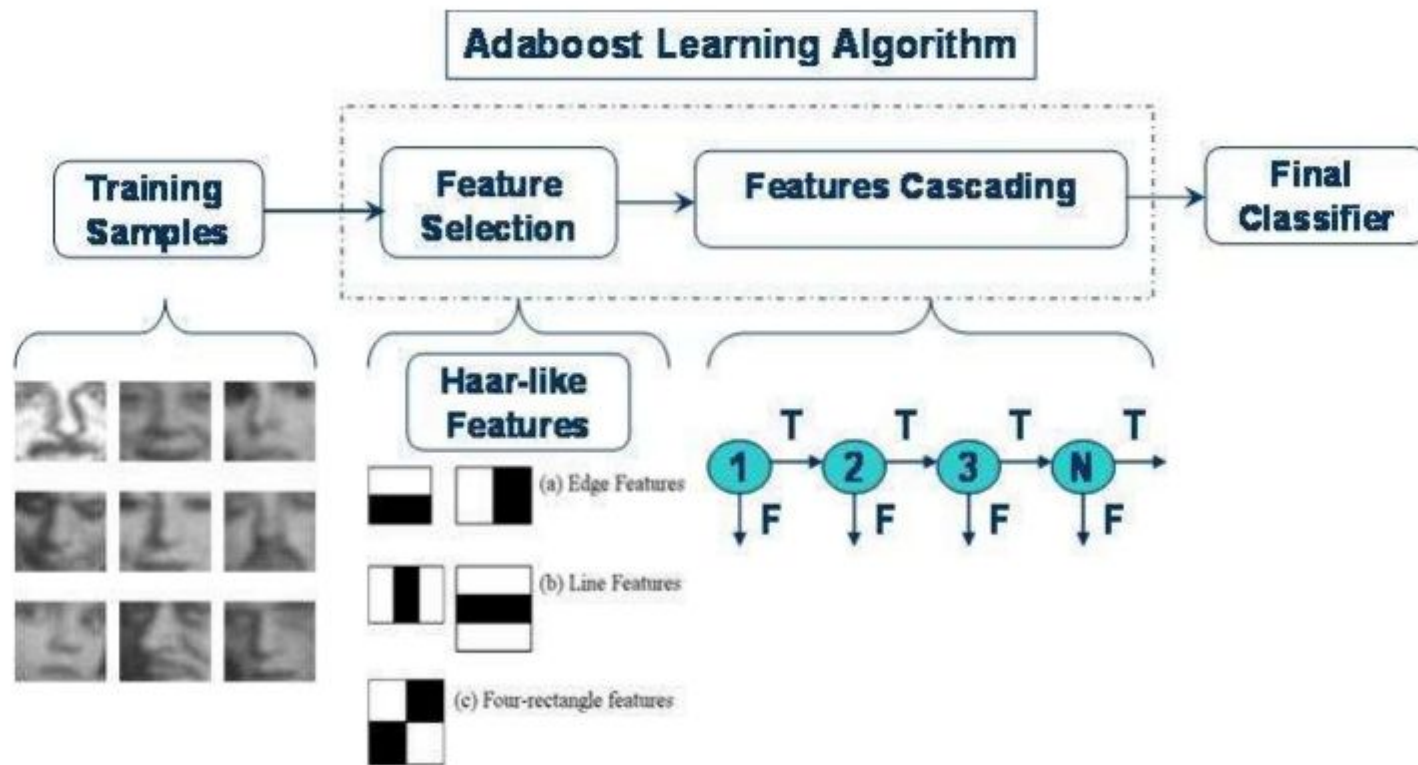 Adaboost Learning Algorithm
Training
Samples
Feature
Selection
Features Cascading
Final
Classifier
Haar-like
Features
(a) Edge Features
(b) Line Features
(c) Four-rectangle features
T T T T
1 2 3 N
F F F F